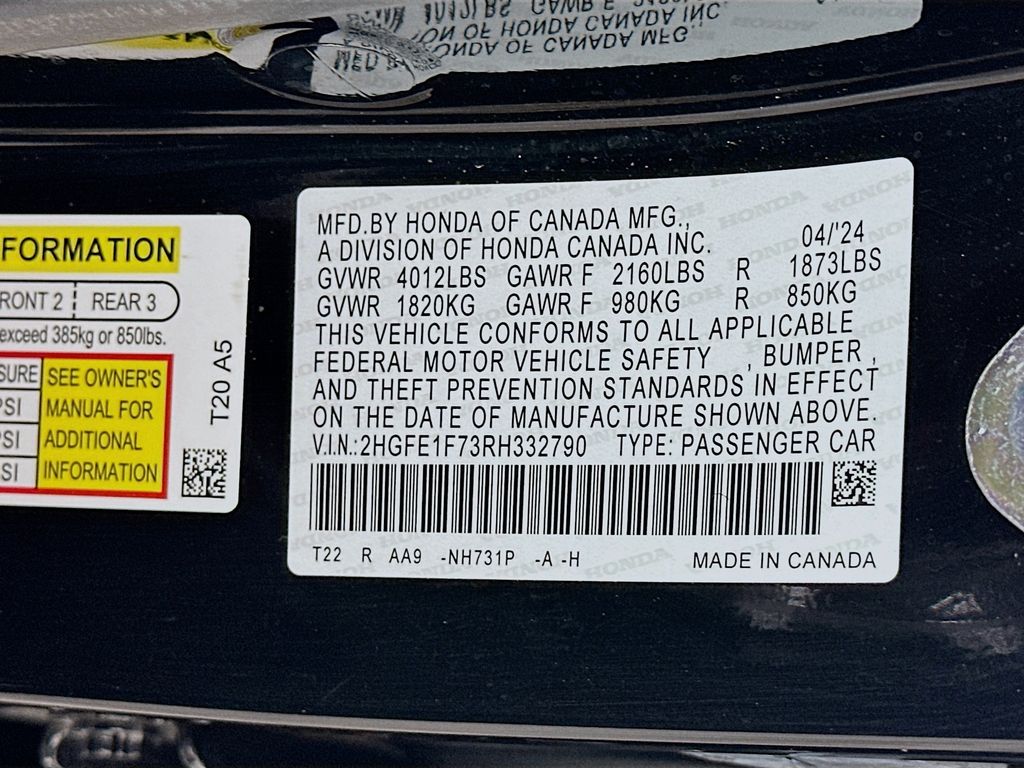 FORMATION
RONT 2 REAR 3
exceed 385kg or 850lbs.
SURE
PSI
PSI
SI
SEE OWNER'S
MANUAL FOR
ADDITIONAL
INFORMATION
T20 A5
MFD.BY HONDA OF CANADA MFG.,
A DIVISION OF HONDA CANADA INC. 04/'24
GVWR 4012LBS GAWR F 2160LBS R 1873LBS
GVWR 1820KG GAWR F 980KG R 850KG
THIS VEHICLE CONFORMS TO ALL APPLICABLE
FEDERAL MOTOR VEHICLE SAFETY , BUMPER ,
AND THEFT PREVENTION STANDARDS IN EFFECT
ON THE DATE OF MANUFACTURE SHOWN ABOVE.
V.I.N.:2HGFE1F73RH332790 TYPE: PASSENGER CAR
T22 R AA9 -NH731P -A -H MADE IN CANADA